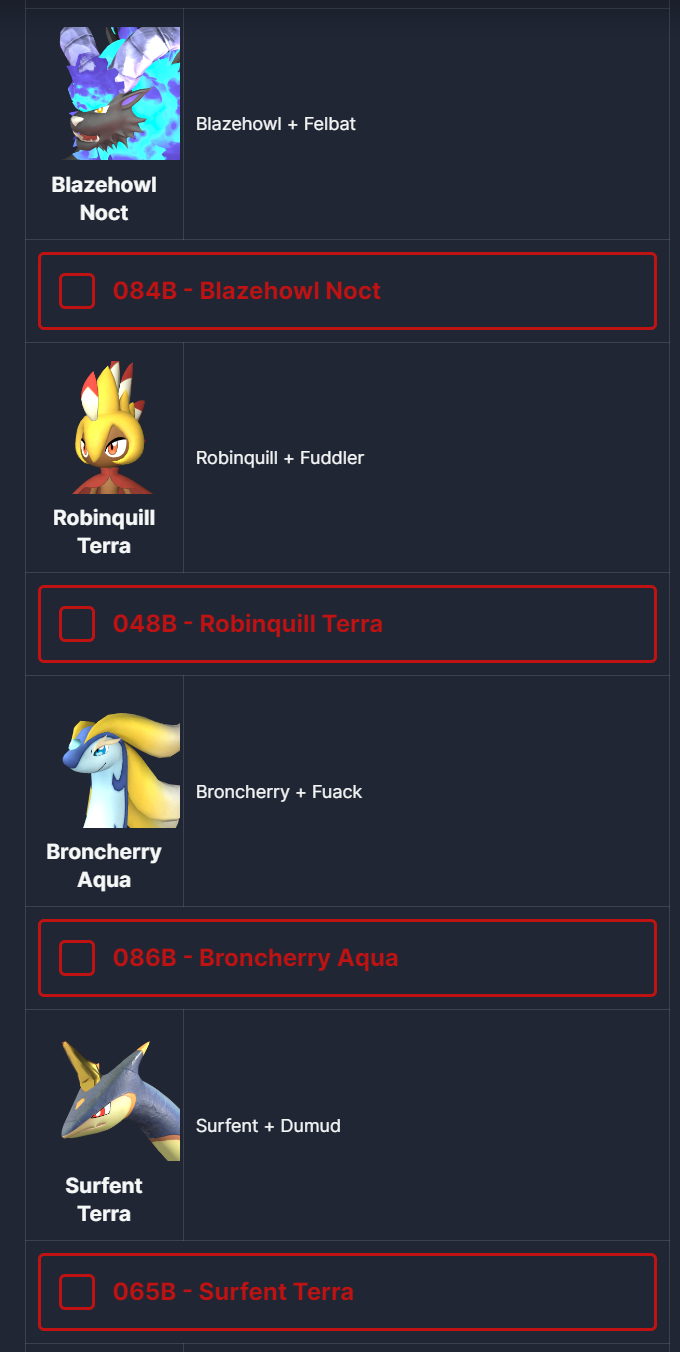 Blazehowl + Felbat
Blazehowl
Noct
084B - Blazehowl Noct
Robinquill + Fuddler
Robinquill
Terra
048B - Robinquill Terra
Broncherry + Fuack
Broncherry
Aqua
086B - Broncherry Aqua
Surfent + Dumud
Surfent
Terra
065B - Surfent Terra